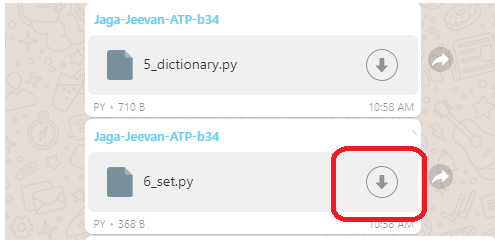 Jaga-Jeevan-ATP-b34
5_dictionary.py
PY • 710 B 10:58 AM
Jaga-Jeevan-ATP-b34
6_set.py
PY • 368 B 10:58 AM